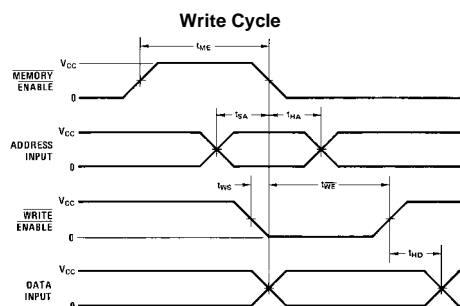 Write Cycle
tME
VCC
MEMORY
ENABLE
0
tSA
tHA
VCC
ADDRESS
INPUT
0
tWS
tWE
VCC
WRITE
ENABLE
0
tHD
VCC
DATA
INPUT
0